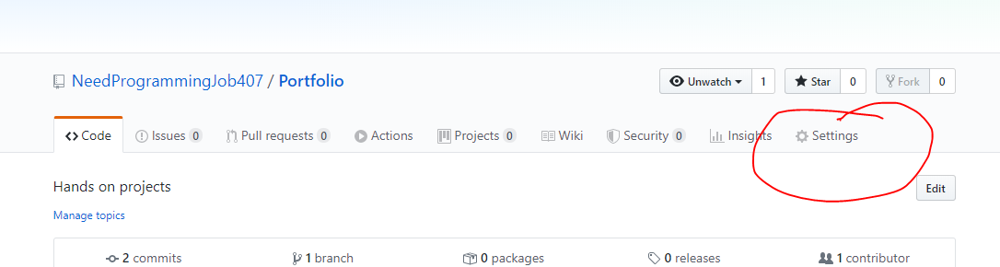 NeedProgrammingJob407 / Portfolio Unwatch 1 Star 0 Fork 0
Code Issues 0 Pull requests 0 Actions Projects 0 Wiki Security 0 Insights Settings
Hands on projects Edit
Manage topics
2 commits 1 branch 0 packages 0 releases 1 contributor